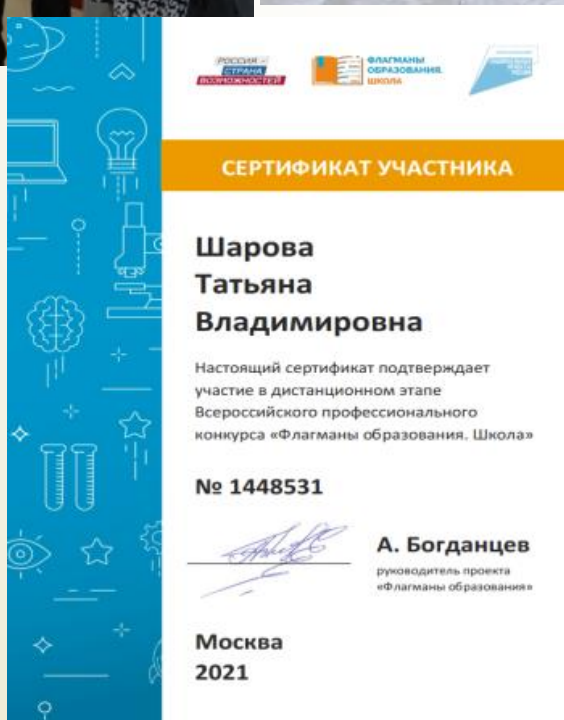 РОССИЯ –
СТРАНА
ВОЗМОЖНОСТЕЙ
ФЛАГМАНЫ
ОБРАЗОВАНИЯ.
ШКОЛА
СЕРТИФИКАТ УЧАСТНИКА
Шарова
Татьяна
Владимировна
Настоящий сертификат подтверждает
участие в дистанционном этапе
Всероссийского профессионального
конкурса «Флагманы образования. Школа»
№ 1448531
А. Богданцев
руководитель проекта
«Флагманы образования»
Москва
2021